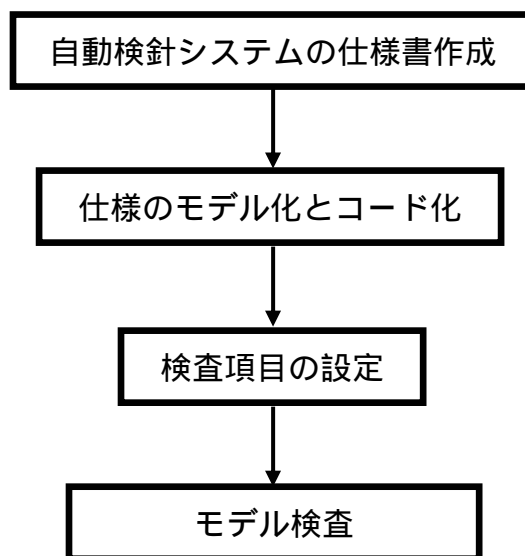 自動検針システムの仕様書作成
仕様のモデル化とコード化
検査項目の設定
モデル検査